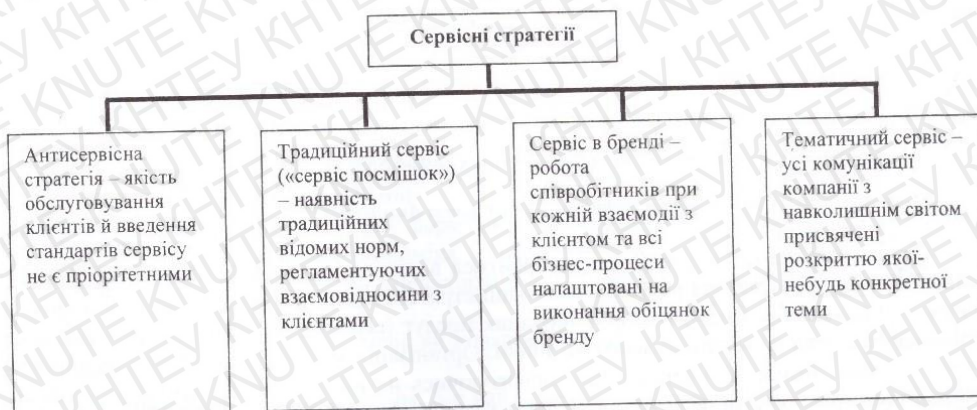 Сервісні стратегії
Антисервісна
стратегія – якість
обслуговування
клієнтів й введення
стандартів сервісу
не є пріорітетними
Традиційний сервіс
(«сервіс посмішок»)
– наявність
традиційних
відомих норм,
регламентуючих
взаємовідносини з
клієнтами
Сервіс в бренді –
робота
співробітників при
кожній взаємодії з
клієнтом та всі
бізнес-процеси
налаштовані на
виконання обіцянок
бренду
Тематичний сервіс –
усі комунікації
компанії з
навколишнім світом
присвячені
розкриттю якої-
небудь конкретної
теми
KNUTE КНТЕУ